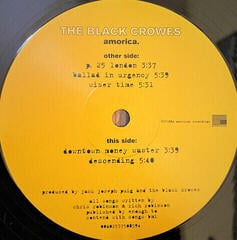 THE BLACK CROWES
amorica.
other side:
p. 25 london 3:37
ballad in urgency 5:39
wiser time 5:31
this side:
downtown money waster 3:39
descending 5:40
produced by jack joseph puig and the black crowes
all songs written by
chris robinson & rich robinson
published by enough to
contend with songs bmi